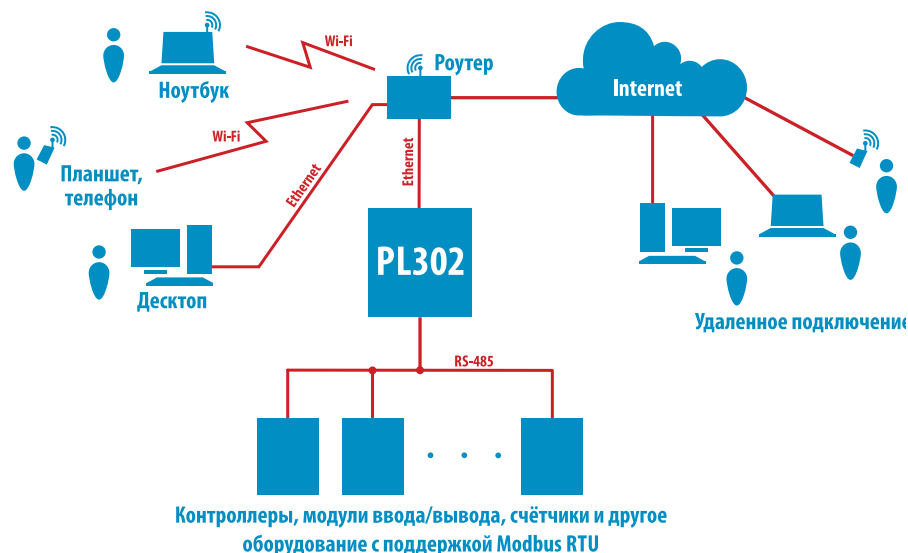 Wi-Fi
Роутер
Ноутбук
Internet
Wi-Fi
Ethernet
Планшет,
телефон
Ethernet
PL302
Десктоп
Удаленное подключение
RS-485
Контроллеры, модули ввода/вывода, счётчики и другое
оборудование с поддержкой Modbus RTU